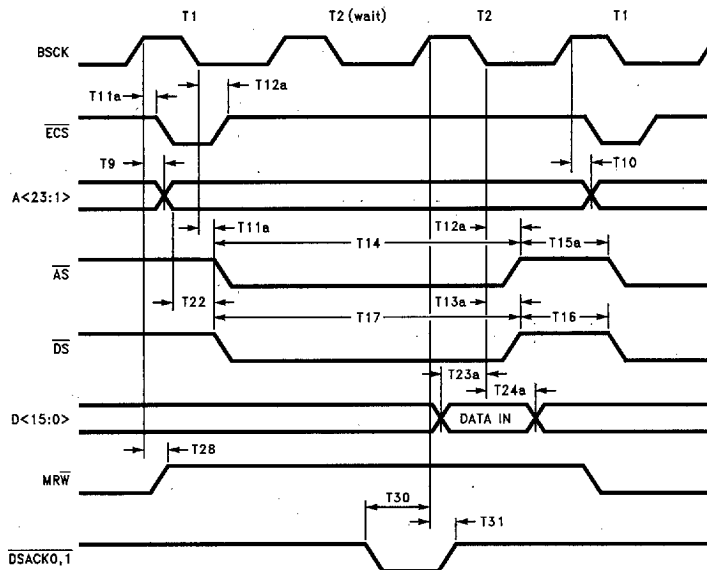 T1 T2 (wait) T2 T1
BSCK
T11a T12a
ECS
T9 T10
A<23:1>
T11a T14 T12a T15a
AS
T22 T17 T13a T16
DS
T23a T24a
D<15:0> DATA IN
T28
MRW
T30 T31
DSACK0,1